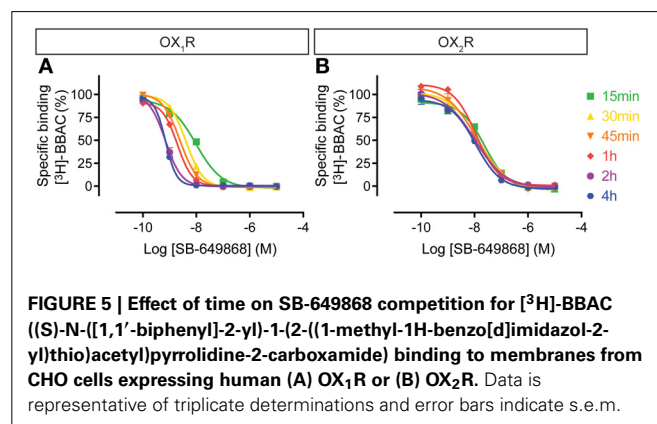 OX₁R
OX₂R
A
B
Specific binding
[³H]-BBAC (%)
100
75
50
25
0
-10
-8
-6
-4
Log [SB-649868] (M)
Specific binding
[³H]-BBAC (%)
100
75
50
25
0
-10
-8
-6
-4
Log [SB-649868] (M)
15min
30min
45min
1h
2h
4h
FIGURE 5 | Effect of time on SB-649868 competition for [³H]-BBAC
((S)-N-([1,1′-biphenyl]-2-yl)-1-(2-((1-methyl-1H-benzo[d]imidazol-2-
yl)thio)acetyl)pyrrolidine-2-carboxamide) binding to membranes from
CHO cells expressing human (A) OX₁R or (B) OX₂R. Data is
representative of triplicate determinations and error bars indicate s.e.m.